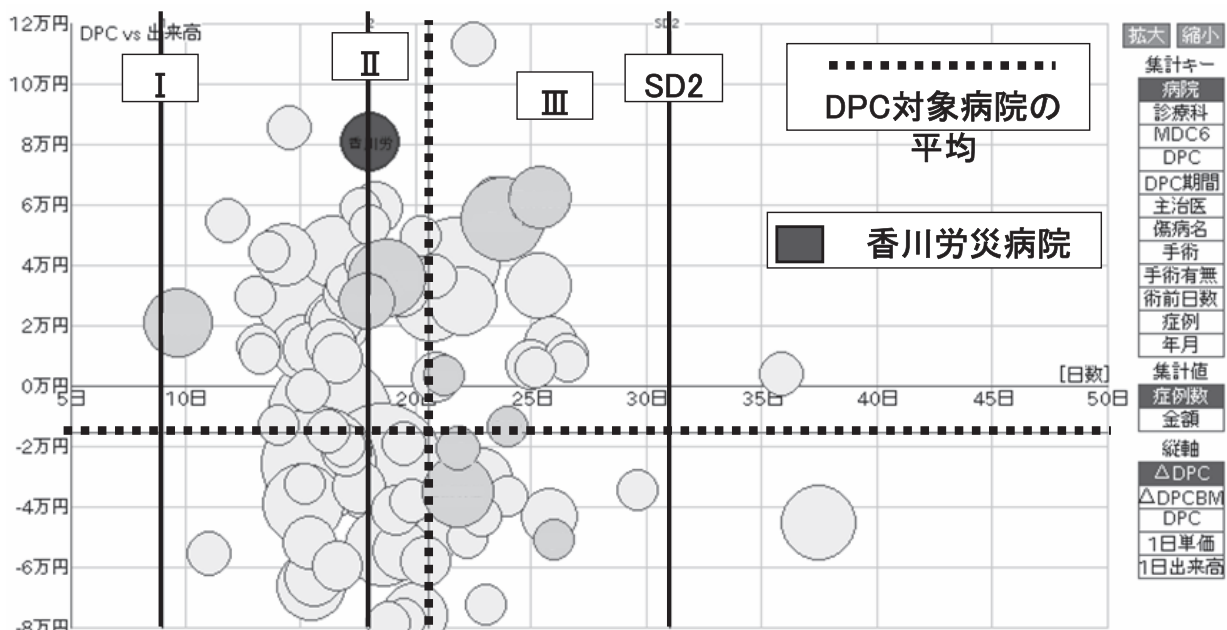 12万円
DPC vs 出来高
2
SD2
拡大 縮小
I
II
III
SD2
DPC対象病院の
平均
香川労
香川労災病院
10万円
8万円
6万円
4万円
2万円
0万円
-2万円
-4万円
-6万円
-8万円
[日数]
5日 10日 20日 25日 30日 35日 40日 45日 50日
集計キー
病院
診療科
MDC6
DPC
DPC期間
主治医
傷病名
手術
手術有無
術前日数
症例
年月
集計値
症例数
金額
縦軸
△DPC
△DPCBM
DPC
1日単価
1日出来高